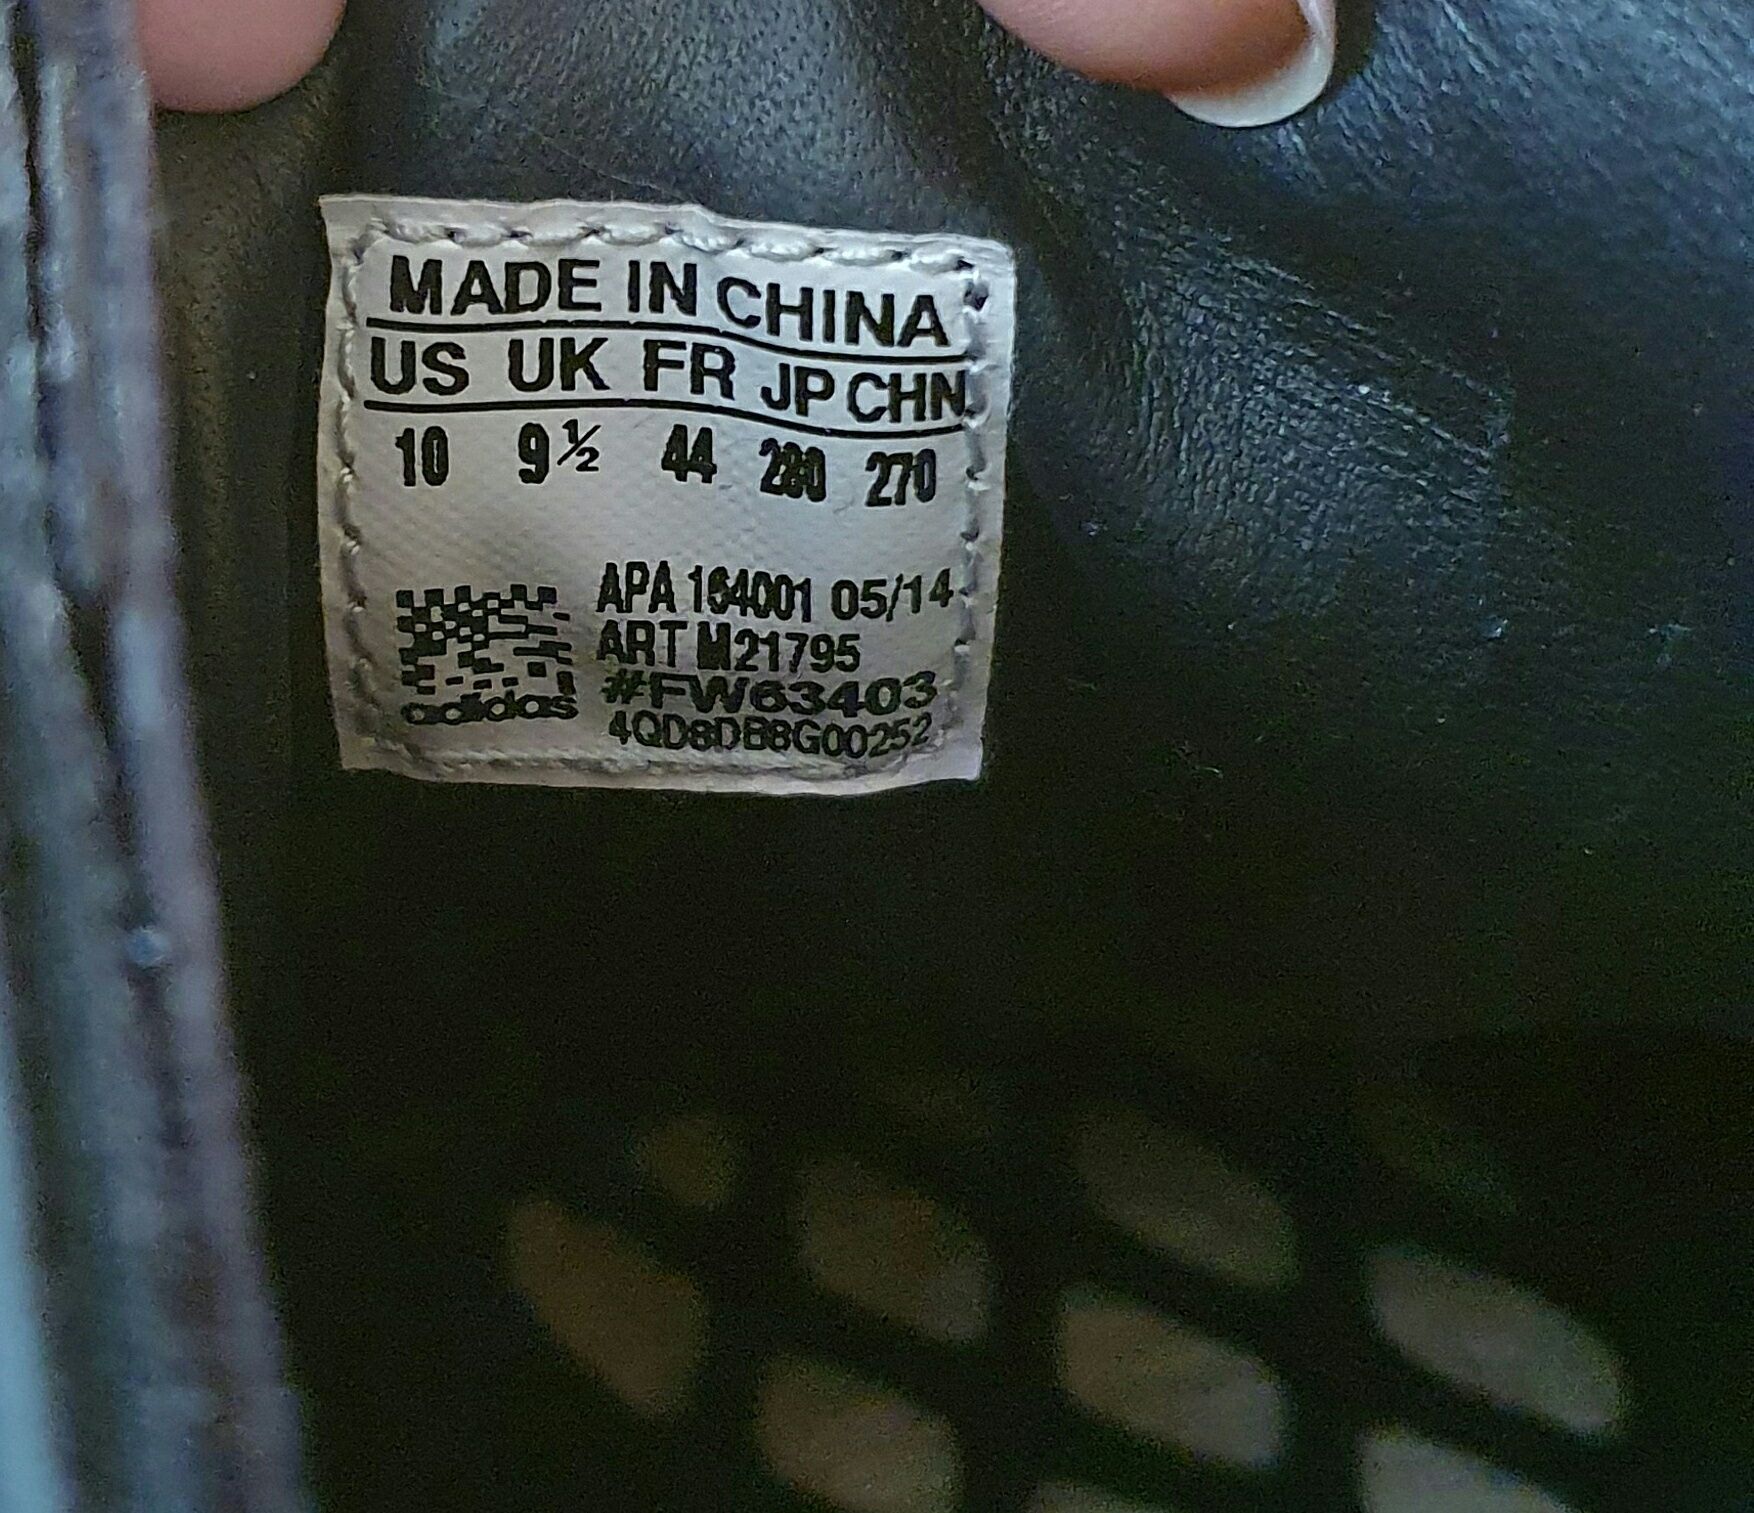 MADE IN CHINA
US UK FR JP CHN
10 9½ 44 280 270
APA 164001 05/14
ART M21795
#FW63403
4QD8DB8G00252
adidas